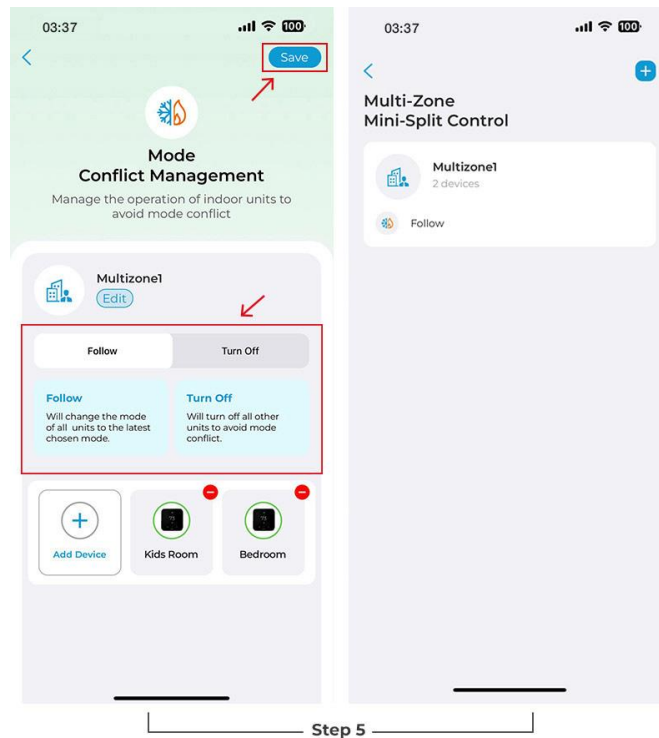 03:37
100
Save
Mode
Conflict Management
Manage the operation of indoor units to
avoid mode conflict
Multizone1
Edit
Follow
Turn Off
Follow
Will change the mode
of all units to the latest
chosen mode.
Turn Off
Will turn off all other
units to avoid mode
conflict.
Add Device
Kids Room
Bedroom
03:37
100
Multi-Zone
Mini-Split Control
Multizone1
2 devices
Follow
Step 5